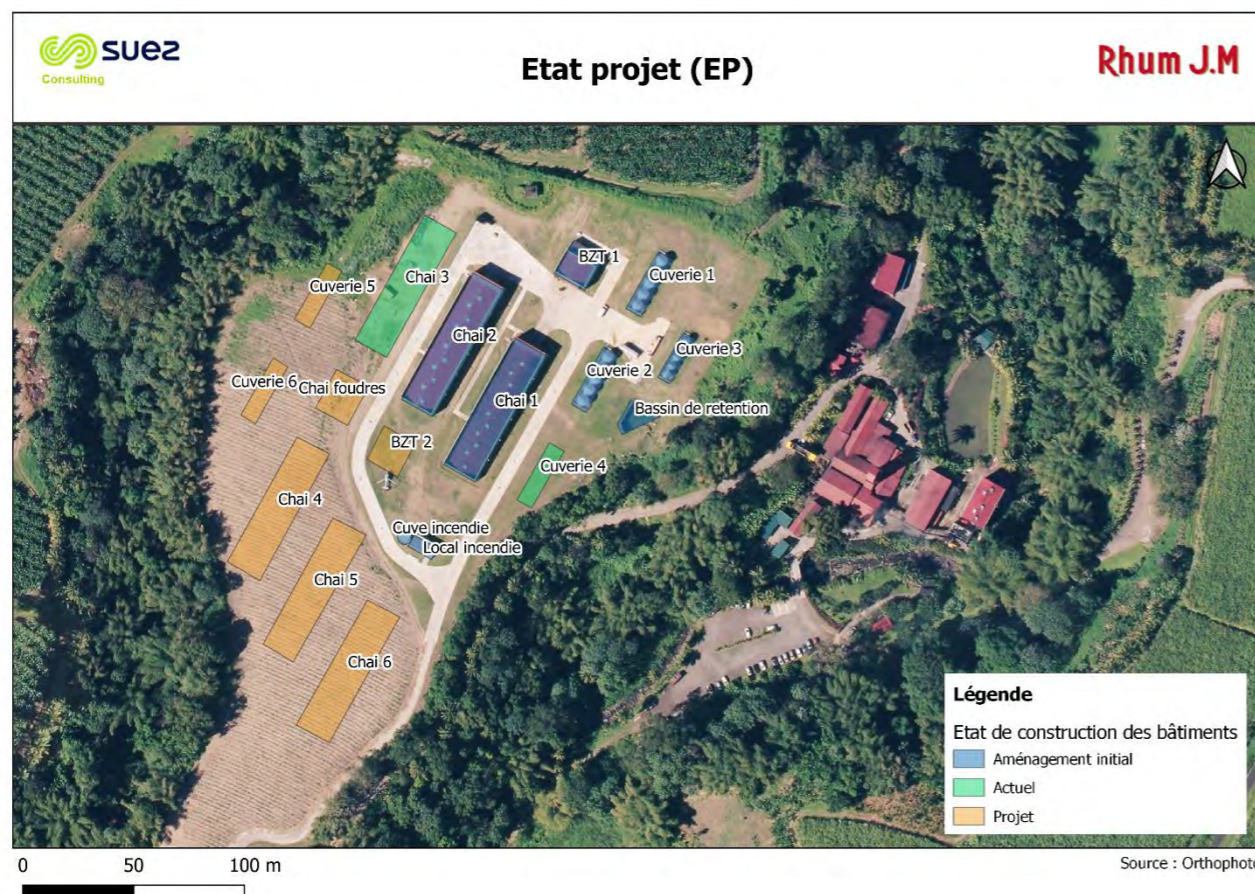 suez
Consulting
Etat projet (EP)
Rhum J.M
BZT 1
Cuverie 1
Chai 3
Cuverie 5
Chai 2
Cuverie 3
Cuverie 2
Cuverie 6
Chai foudres
Chai 1
Bassin de retention
BZT 2
Cuverie 4
Chai 4
Cuve incendie
Local incendie
Chai 5
Chai 6
Légende
Etat de construction des bâtiments
Aménagement initial
Actuel
Projet
0 50 100 m
Source : Orthophoto